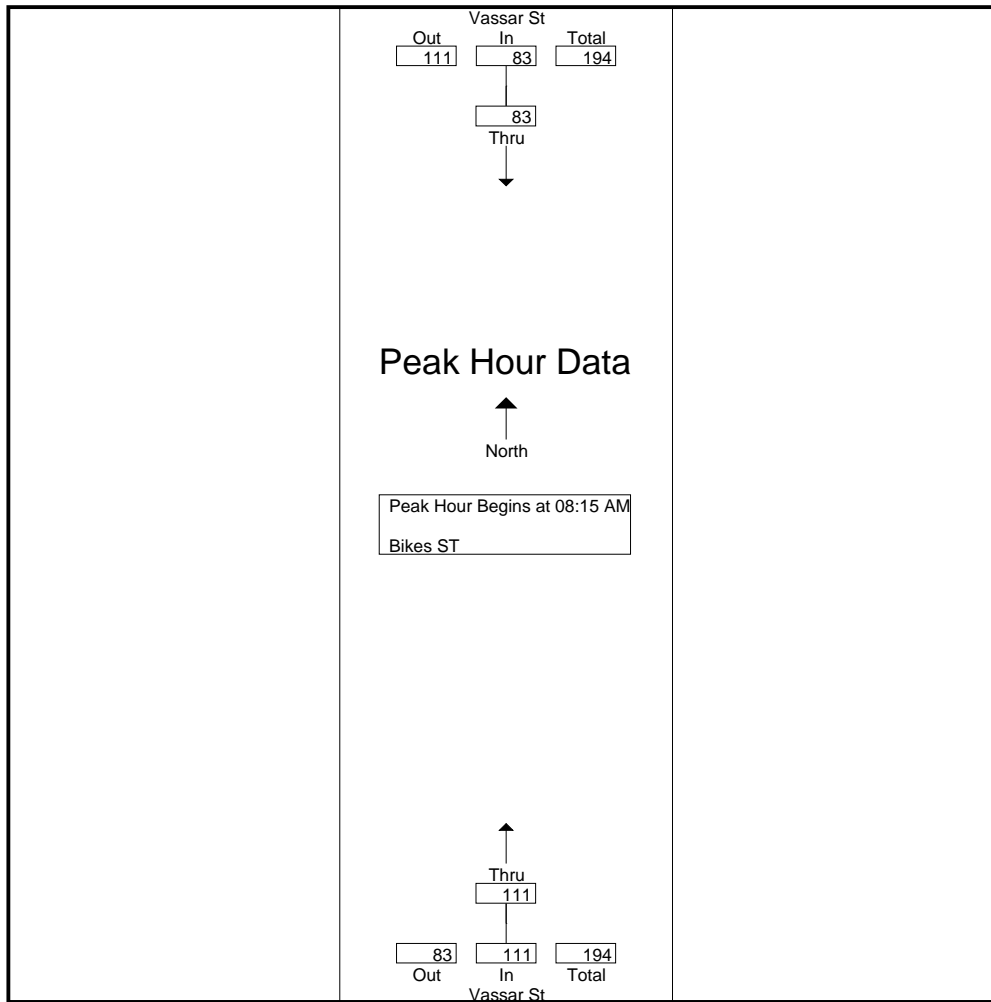 Vassar St
Out In Total
111 83 194
83
Thru
Peak Hour Data
North
Peak Hour Begins at 08:15 AM
Bikes ST
Thru
111
83 111 194
Out In Total
Vassar St